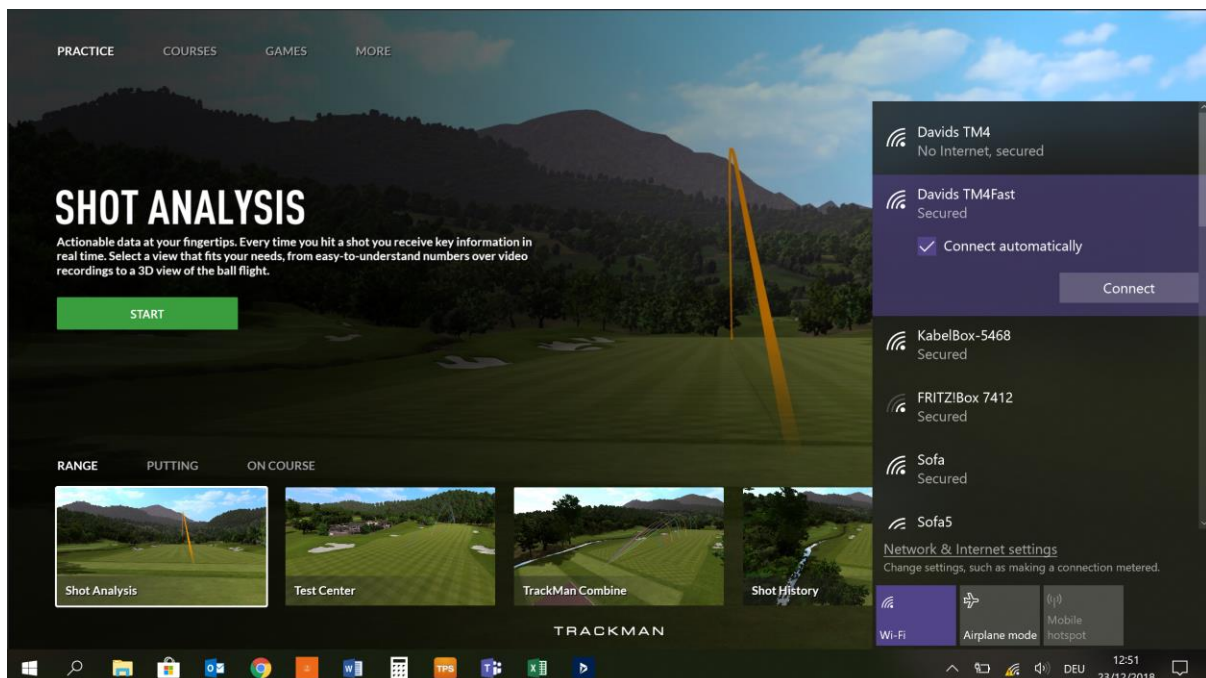 PRACTICE COURSES GAMES MORE
SHOT ANALYSIS
Actionable data at your fingertips. Every time you hit a shot you receive key information in
real time. Select a view that fits your needs, from easy-to-understand numbers over video
recordings to a 3D view of the ball flight.
START
RANGE PUTTING ON COURSE
Shot Analysis
Test Center
TrackMan Combine
Shot History
TRACKMAN
Davids TM4
No Internet, secured
Davids TM4Fast
Secured
Connect automatically
Connect
KabelBox-5468
Secured
FRITZ!Box 7412
Secured
Sofa
Secured
Sofa5
Network & Internet settings
Change settings, such as making a connection metered.
Wi-Fi
Airplane mode
Mobile
hotspot
TPS
DEU
12:51
23/12/2018